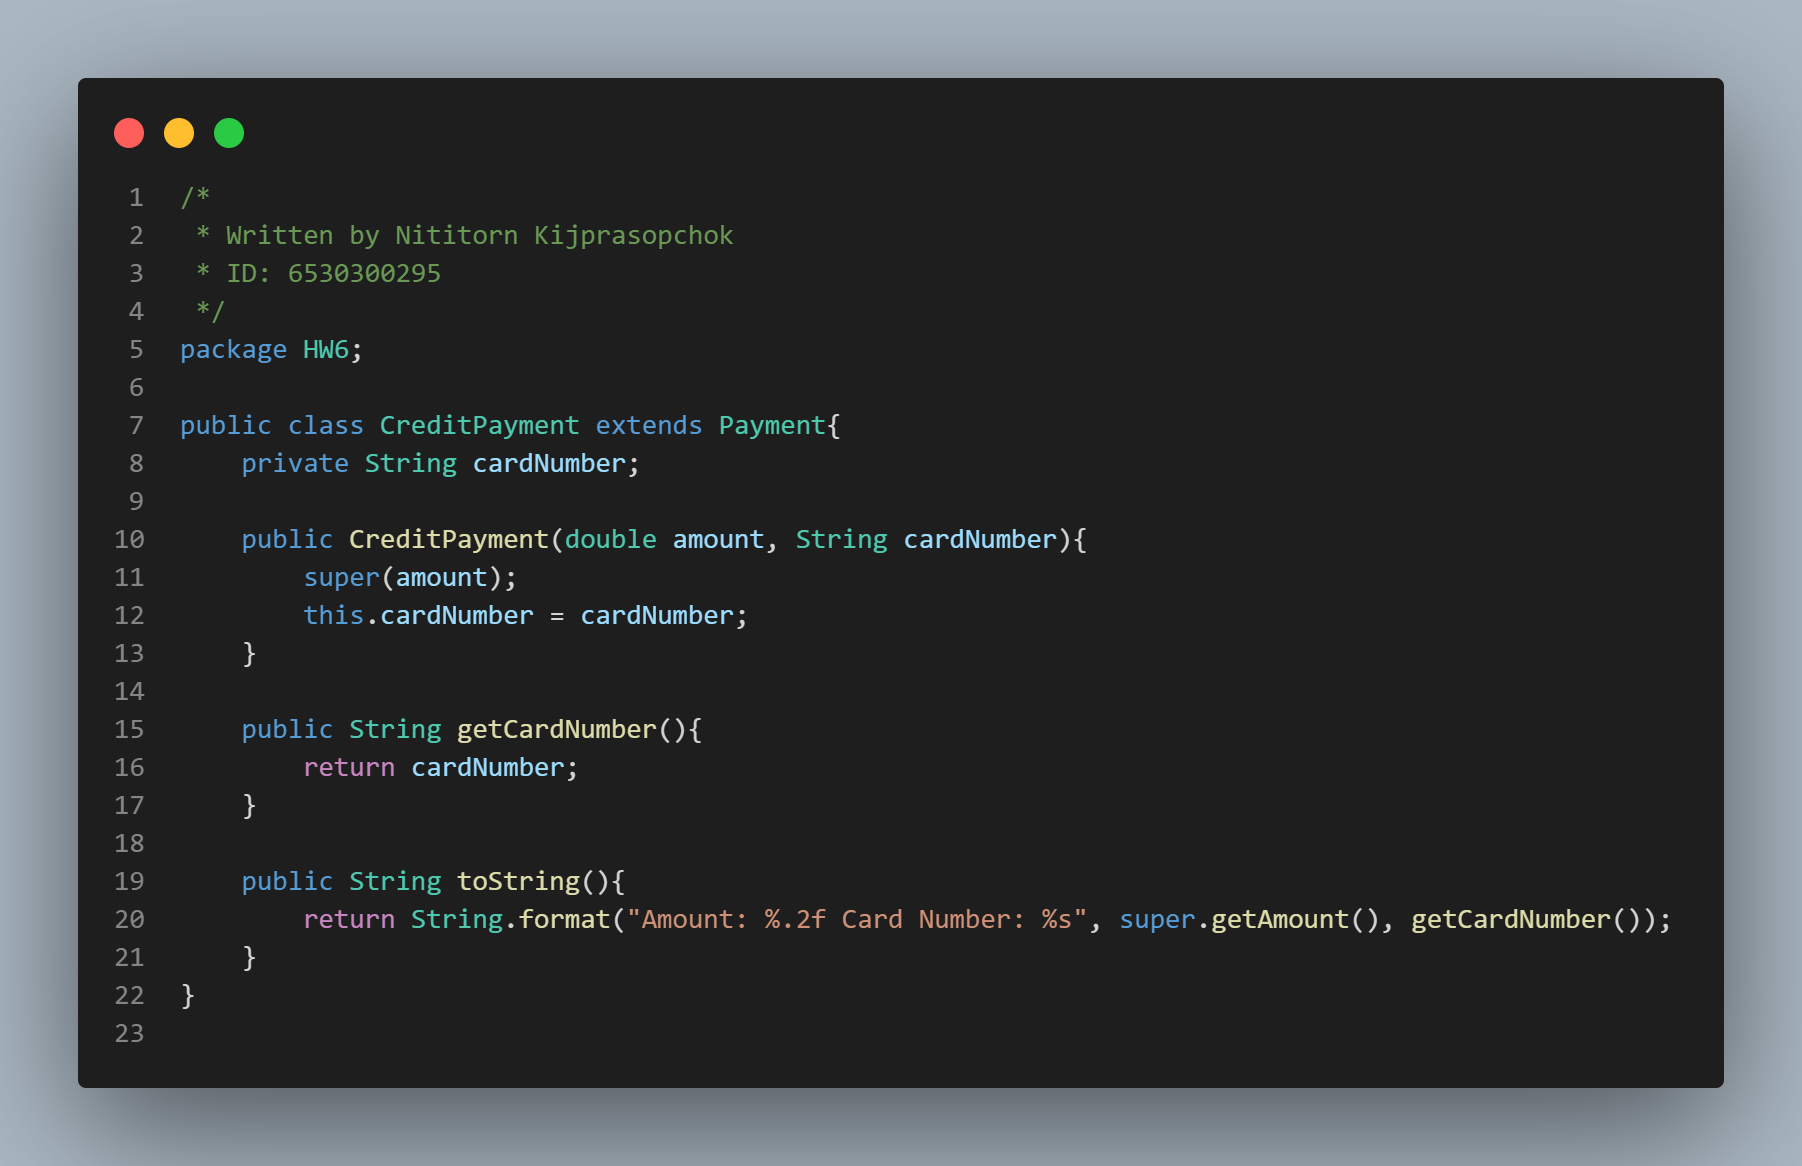 1 /*
2  * Written by Nititorn Kijprasopchok
3  * ID: 6530300295
4  */
5 package HW6;
6
7 public class CreditPayment extends Payment{
8     private String cardNumber;
9
10     public CreditPayment(double amount, String cardNumber){
11         super(amount);
12         this.cardNumber = cardNumber;
13     }
14
15     public String getCardNumber(){
16         return cardNumber;
17     }
18
19     public String toString(){
20         return String.format("Amount: %.2f Card Number: %s", super.getAmount(), getCardNumber());
21     }
22 }
23